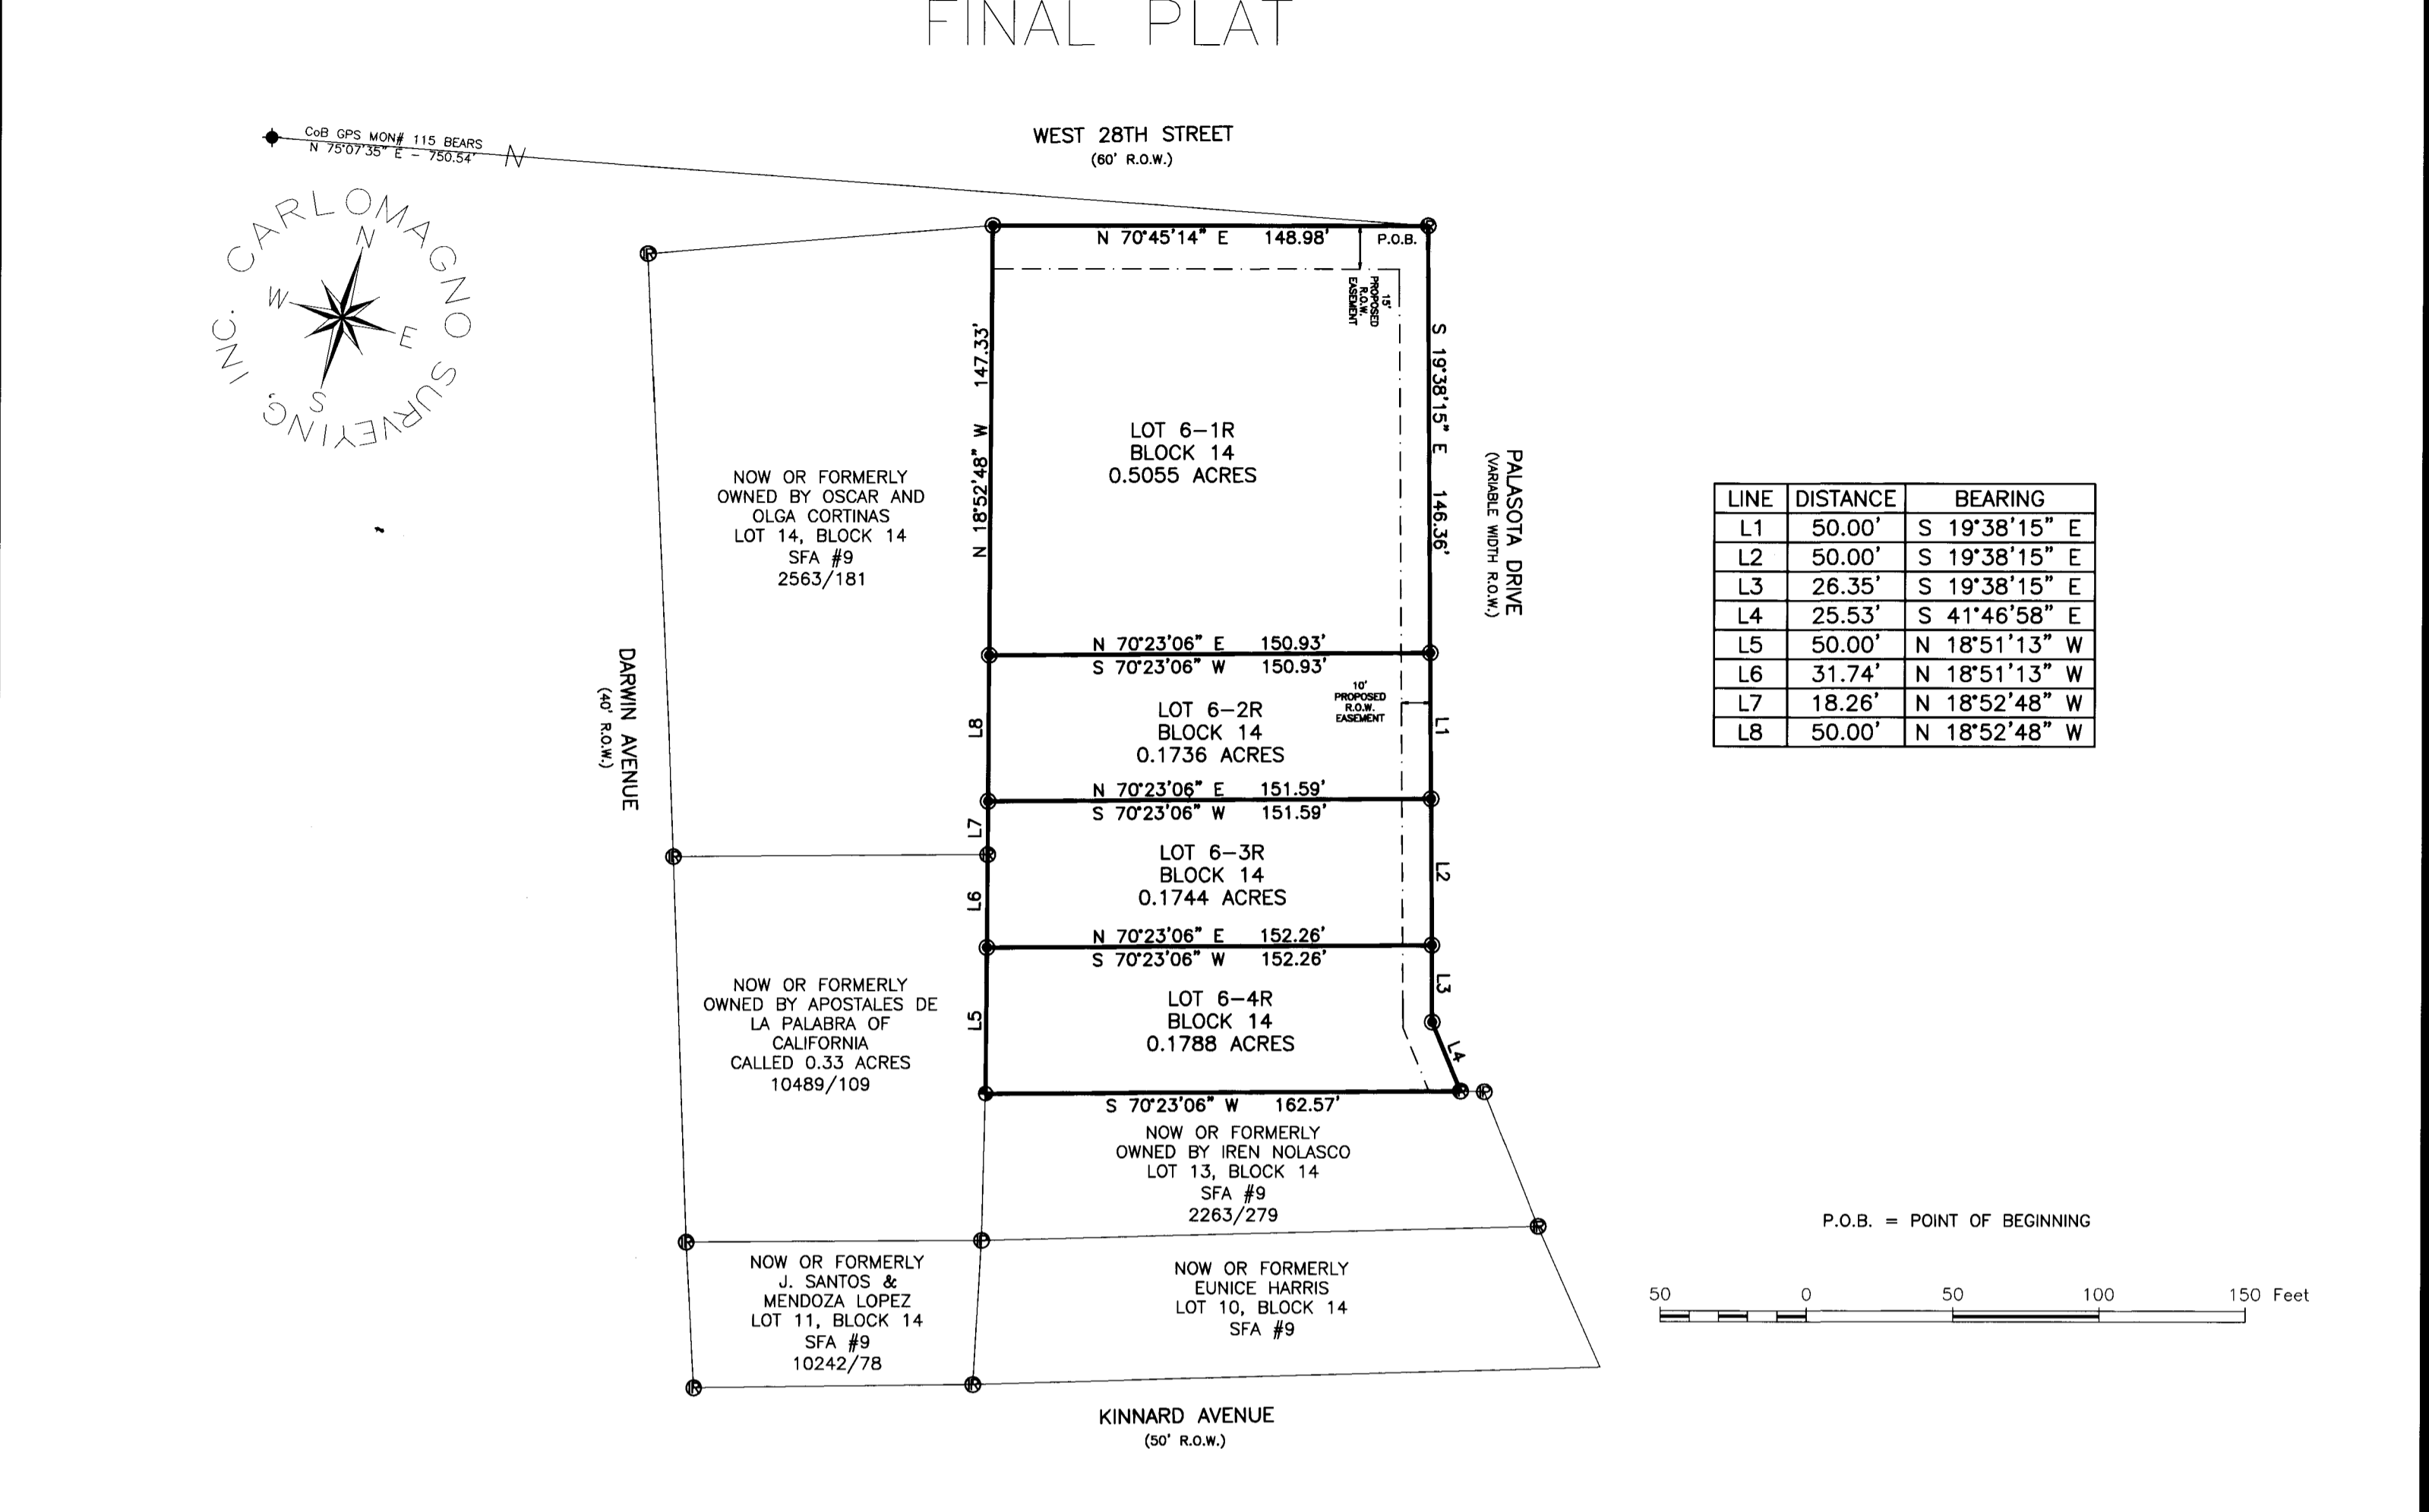 FINAL PLAT
CoB GPS MON# 115 BEARS
N 75°07'35" E - 750.54'
N
WEST 28TH STREET
(60' R.O.W.)
CARLOMAGNO SURVEYING, INC.
N
W
E
S
N 70°45'14" E 148.98'
P.O.B.
15'
PROPOSED
R.O.W.
EASEMENT
N 18°52'48" W 147.33'
S 19°38'15" E 146.36'
LOT 6-1R
BLOCK 14
0.5055 ACRES
PALASOTA DRIVE
(VARIABLE WIDTH R.O.W.)
NOW OR FORMERLY
OWNED BY OSCAR AND
OLGA CORTINAS
LOT 14, BLOCK 14
SFA #9
2563/181
DARWIN AVENUE
(40' R.O.W.)
N 70°23'06" E 150.93'
S 70°23'06" W 150.93'
10'
PROPOSED
R.O.W.
EASEMENT
L8
LOT 6-2R
BLOCK 14
0.1736 ACRES
L1
N 70°23'06" E 151.59'
S 70°23'06" W 151.59'
L7
L6
LOT 6-3R
BLOCK 14
0.1744 ACRES
L2
N 70°23'06" E 152.26'
S 70°23'06" W 152.26'
L5
LOT 6-4R
BLOCK 14
0.1788 ACRES
L3
L4
S 70°23'06" W 162.57'
NOW OR FORMERLY
OWNED BY APOSTALES DE
LA PALABRA OF
CALIFORNIA
CALLED 0.33 ACRES
10489/109
NOW OR FORMERLY
OWNED BY IREN NOLASCO
LOT 13, BLOCK 14
SFA #9
2263/279
NOW OR FORMERLY
J. SANTOS &
MENDOZA LOPEZ
LOT 11, BLOCK 14
SFA #9
10242/78
NOW OR FORMERLY
EUNICE HARRIS
LOT 10, BLOCK 14
SFA #9
KINNARD AVENUE
(50' R.O.W.)
IR
IR
IR
IR
IR
IR
IR
IR
IP
IR
IR
IR
LINE DISTANCE BEARING
L1 50.00' S 19°38'15" E
L2 50.00' S 19°38'15" E
L3 26.35' S 19°38'15" E
L4 25.53' S 41°46'58" E
L5 50.00' N 18°51'13" W
L6 31.74' N 18°51'13" W
L7 18.26' N 18°52'48" W
L8 50.00' N 18°52'48" W
P.O.B. = POINT OF BEGINNING
50 0 50 100 150 Feet